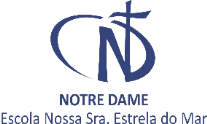 NOTRE DAME
Escola Nossa Sra. Estrela do Mar